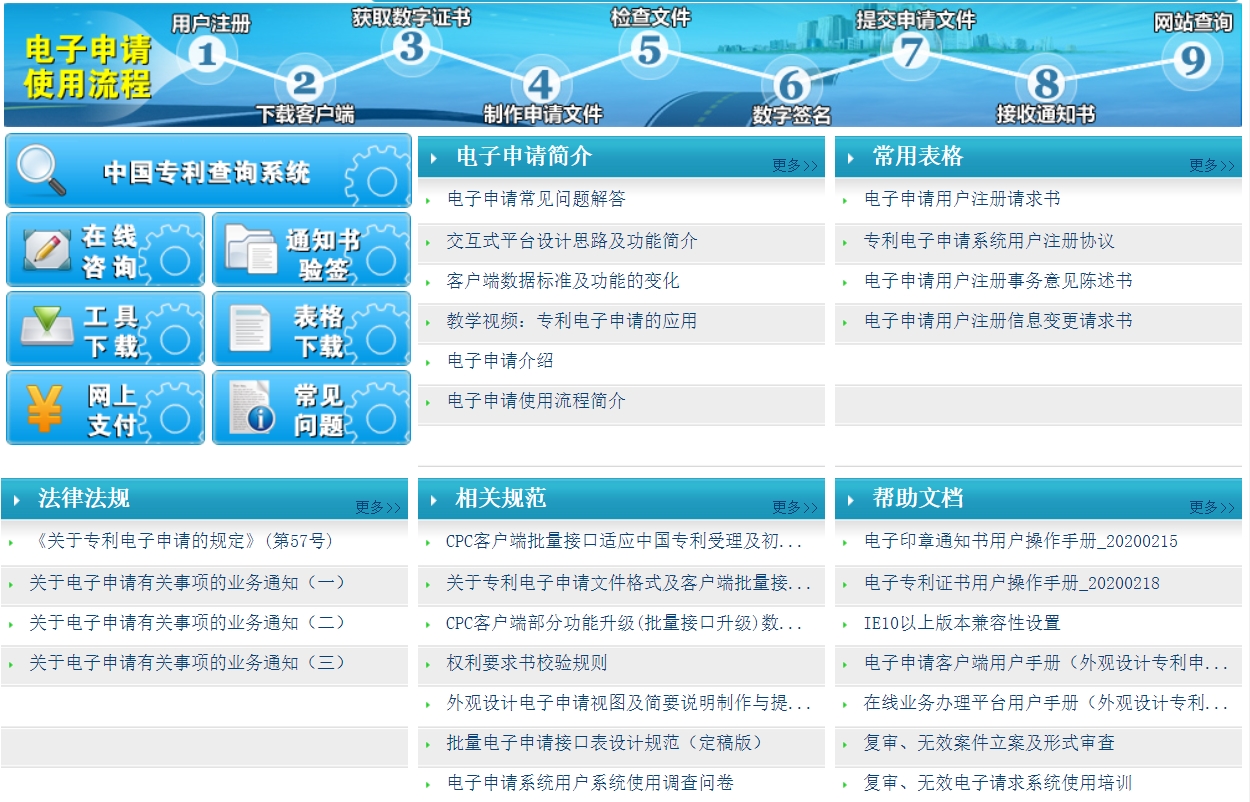 电子申请
使用流程
用户注册
1
2
下载客户端
获取数字证书
3
4
制作申请文件
检查文件
5
6
数字签名
提交申请文件
7
8
接收通知书
网站查询
9
中国专利查询系统
在线
咨询
通知书
验签
工具
下载
表格
下载
网上
支付
常见
问题
电子申请简介
更多>>
电子申请常见问题解答
交互式平台设计思路及功能简介
客户端数据标准及功能的变化
教学视频：专利电子申请的应用
电子申请介绍
电子申请使用流程简介
常用表格
更多>>
电子申请用户注册请求书
专利电子申请系统用户注册协议
电子申请用户注册事务意见陈述书
电子申请用户注册信息变更请求书
法律法规
更多>>
《关于专利电子申请的规定》(第57号)
关于电子申请有关事项的业务通知（一）
关于电子申请有关事项的业务通知（二）
关于电子申请有关事项的业务通知（三）
相关规范
更多>>
CPC客户端批量接口适应中国专利受理及初...
关于专利电子申请文件格式及客户端批量接...
CPC客户端部分功能升级(批量接口升级)数...
权利要求书校验规则
外观设计电子申请视图及简要说明制作与提...
批量电子申请接口表设计规范（定稿版）
电子申请系统用户系统使用调查问卷
帮助文档
更多>>
电子印章通知书用户操作手册_20200215
电子专利证书用户操作手册_20200218
IE10以上版本兼容性设置
电子申请客户端用户手册（外观设计专利申...
在线业务办理平台用户手册（外观设计专利...
复审、无效案件立案及形式审查
复审、无效电子请求系统使用培训